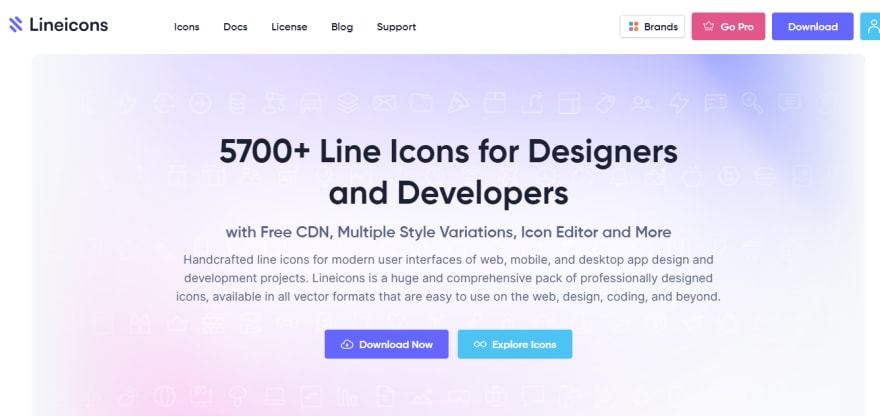 Lineicons
Icons Docs License Blog Support
Brands Go Pro Download
5700+ Line Icons for Designers
and Developers
with Free CDN, Multiple Style Variations, Icon Editor and More
Handcrafted line icons for modern user interfaces of web, mobile, and desktop app design and
development projects. Lineicons is a huge and comprehensive pack of professionally designed
icons, available in all vector formats that are easy to use on the web, design, coding, and beyond.
Download Now Explore Icons